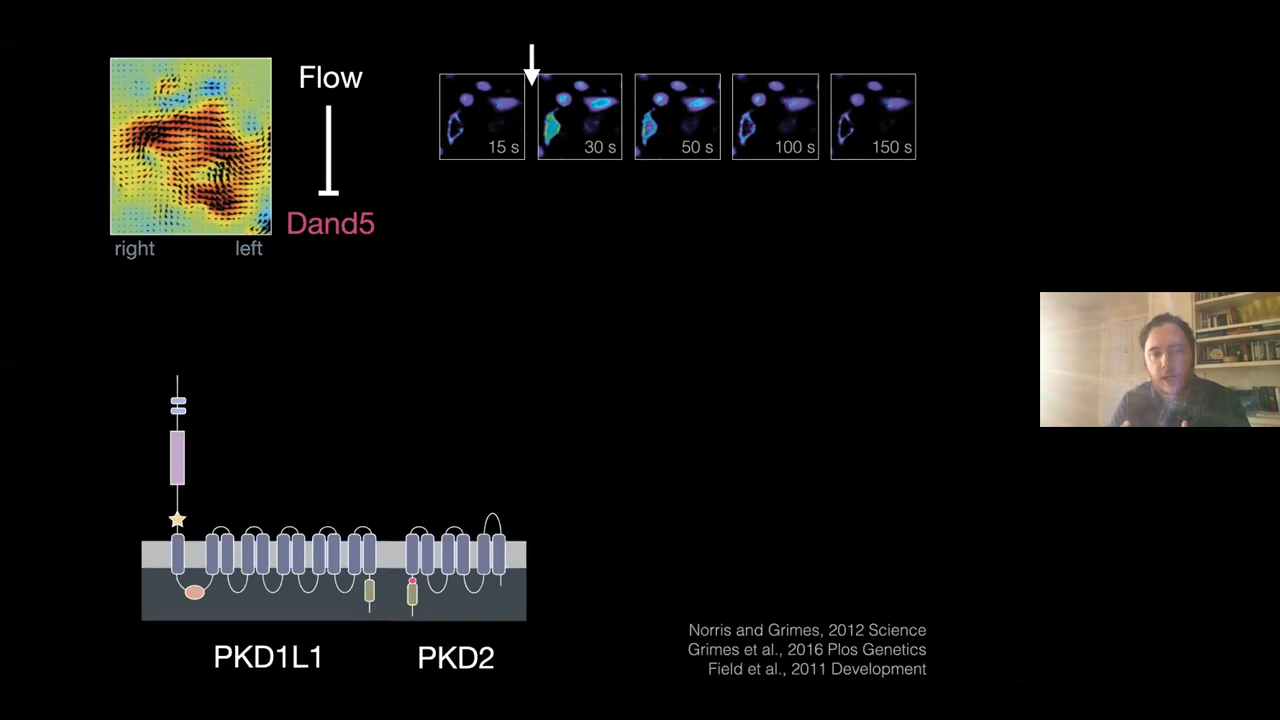 Flow
Dand5
right left
15 s 30 s 50 s 100 s 150 s
PKD1L1 PKD2
Norris and Grimes, 2012 Science
Grimes et al., 2016 Plos Genetics
Field et al., 2011 Development